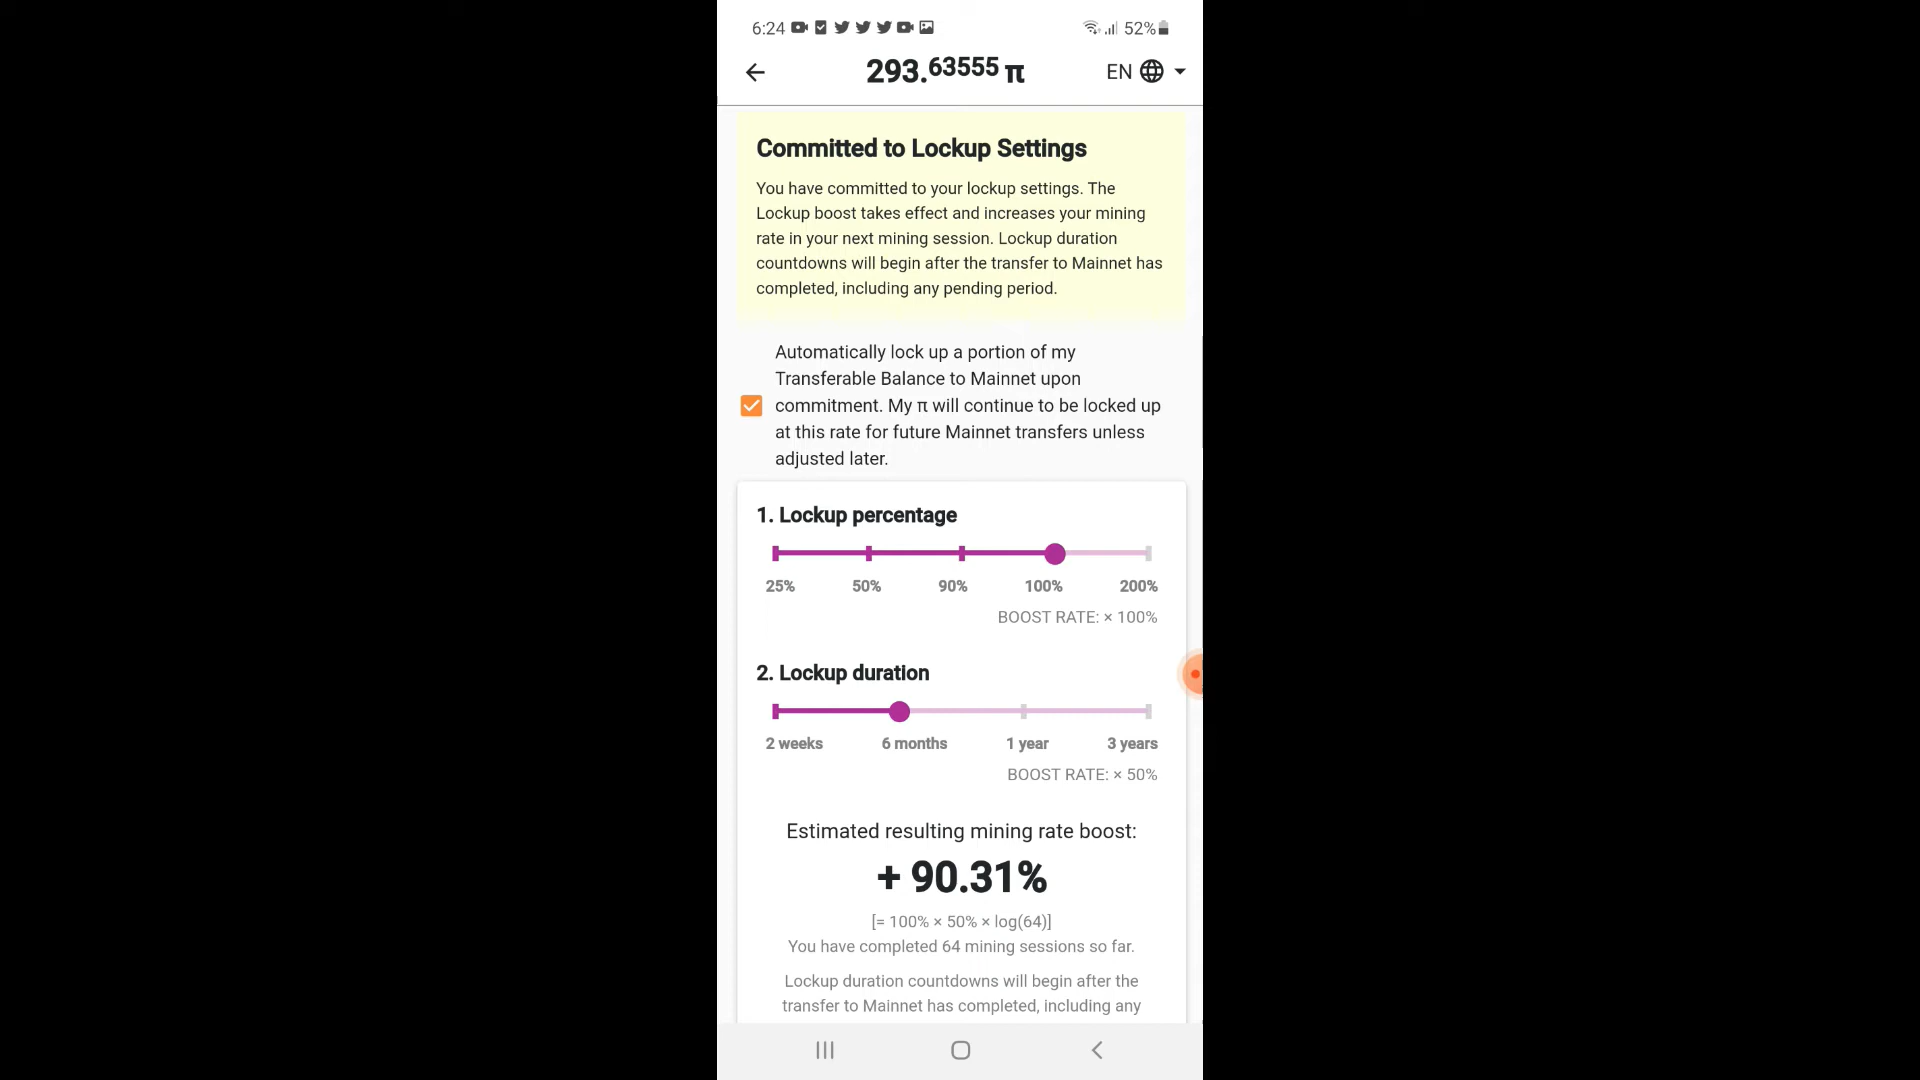 6:24 52%
293.63555 π EN
Committed to Lockup Settings
You have committed to your lockup settings. The
Lockup boost takes effect and increases your mining
rate in your next mining session. Lockup duration
countdowns will begin after the transfer to Mainnet has
completed, including any pending period.
Automatically lock up a portion of my
Transferable Balance to Mainnet upon
commitment. My π will continue to be locked up
at this rate for future Mainnet transfers unless
adjusted later.
1. Lockup percentage
25% 50% 90% 100% 200%
BOOST RATE: × 100%
2. Lockup duration
2 weeks 6 months 1 year 3 years
BOOST RATE: × 50%
Estimated resulting mining rate boost:
+ 90.31%
[= 100% × 50% × log(64)]
You have completed 64 mining sessions so far.
Lockup duration countdowns will begin after the
transfer to Mainnet has completed, including any